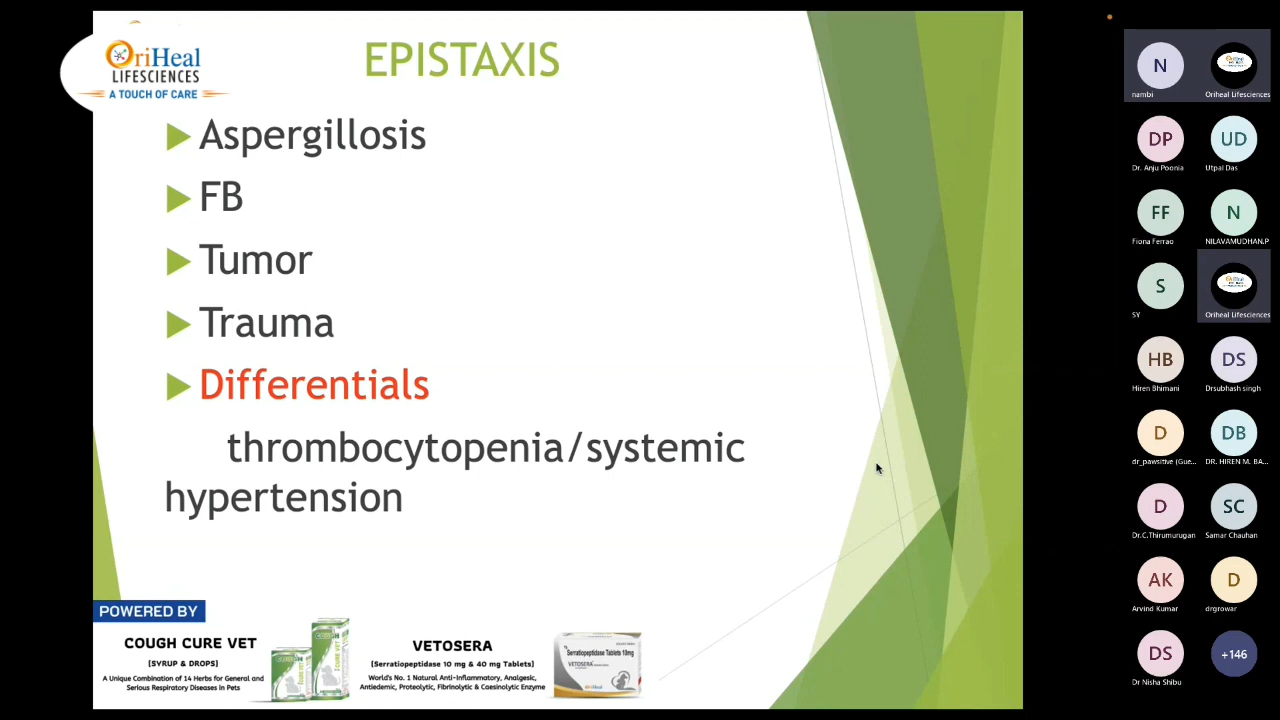 OriHeal
LIFESCIENCES
A TOUCH OF CARE
EPISTAXIS
Aspergillosis
FB
Tumor
Trauma
Differentials
thrombocytopenia/systemic
hypertension
POWERED BY
COUGH CURE VET
(SYRUP & DROPS)
A Unique Combination of 14 Herbs for General and
Serious Respiratory Diseases in Pets
VETOSERA
(Serratiopeptidase 10 mg & 40 mg Tablets)
World's No. 1 Natural Anti-Inflammatory, Analgesic,
Antiedemic, Proteolytic, Fibrinolytic & Caesinolytic Enzyme
Serratiopeptidase Tablets 10mg
VETOSERA
OriHeal
N
nambi
Oriheal Lifesciences
DP
Dr. Anju Poonia
UD
Utpal Das
FF
Fiona Ferrao
N
NILAVAMUDHAN.P
S
SY
Oriheal Lifesciences
HB
Hiren Bhimani
DS
Drsubhash singh
D
dr_pawsitive (Gue...
DB
DR. HIREN M. BA...
D
Dr.C.Thirumurugan
SC
Samar Chauhan
AK
Arvind Kumar
D
drgrowar
DS
Dr Nisha Shibu
+146